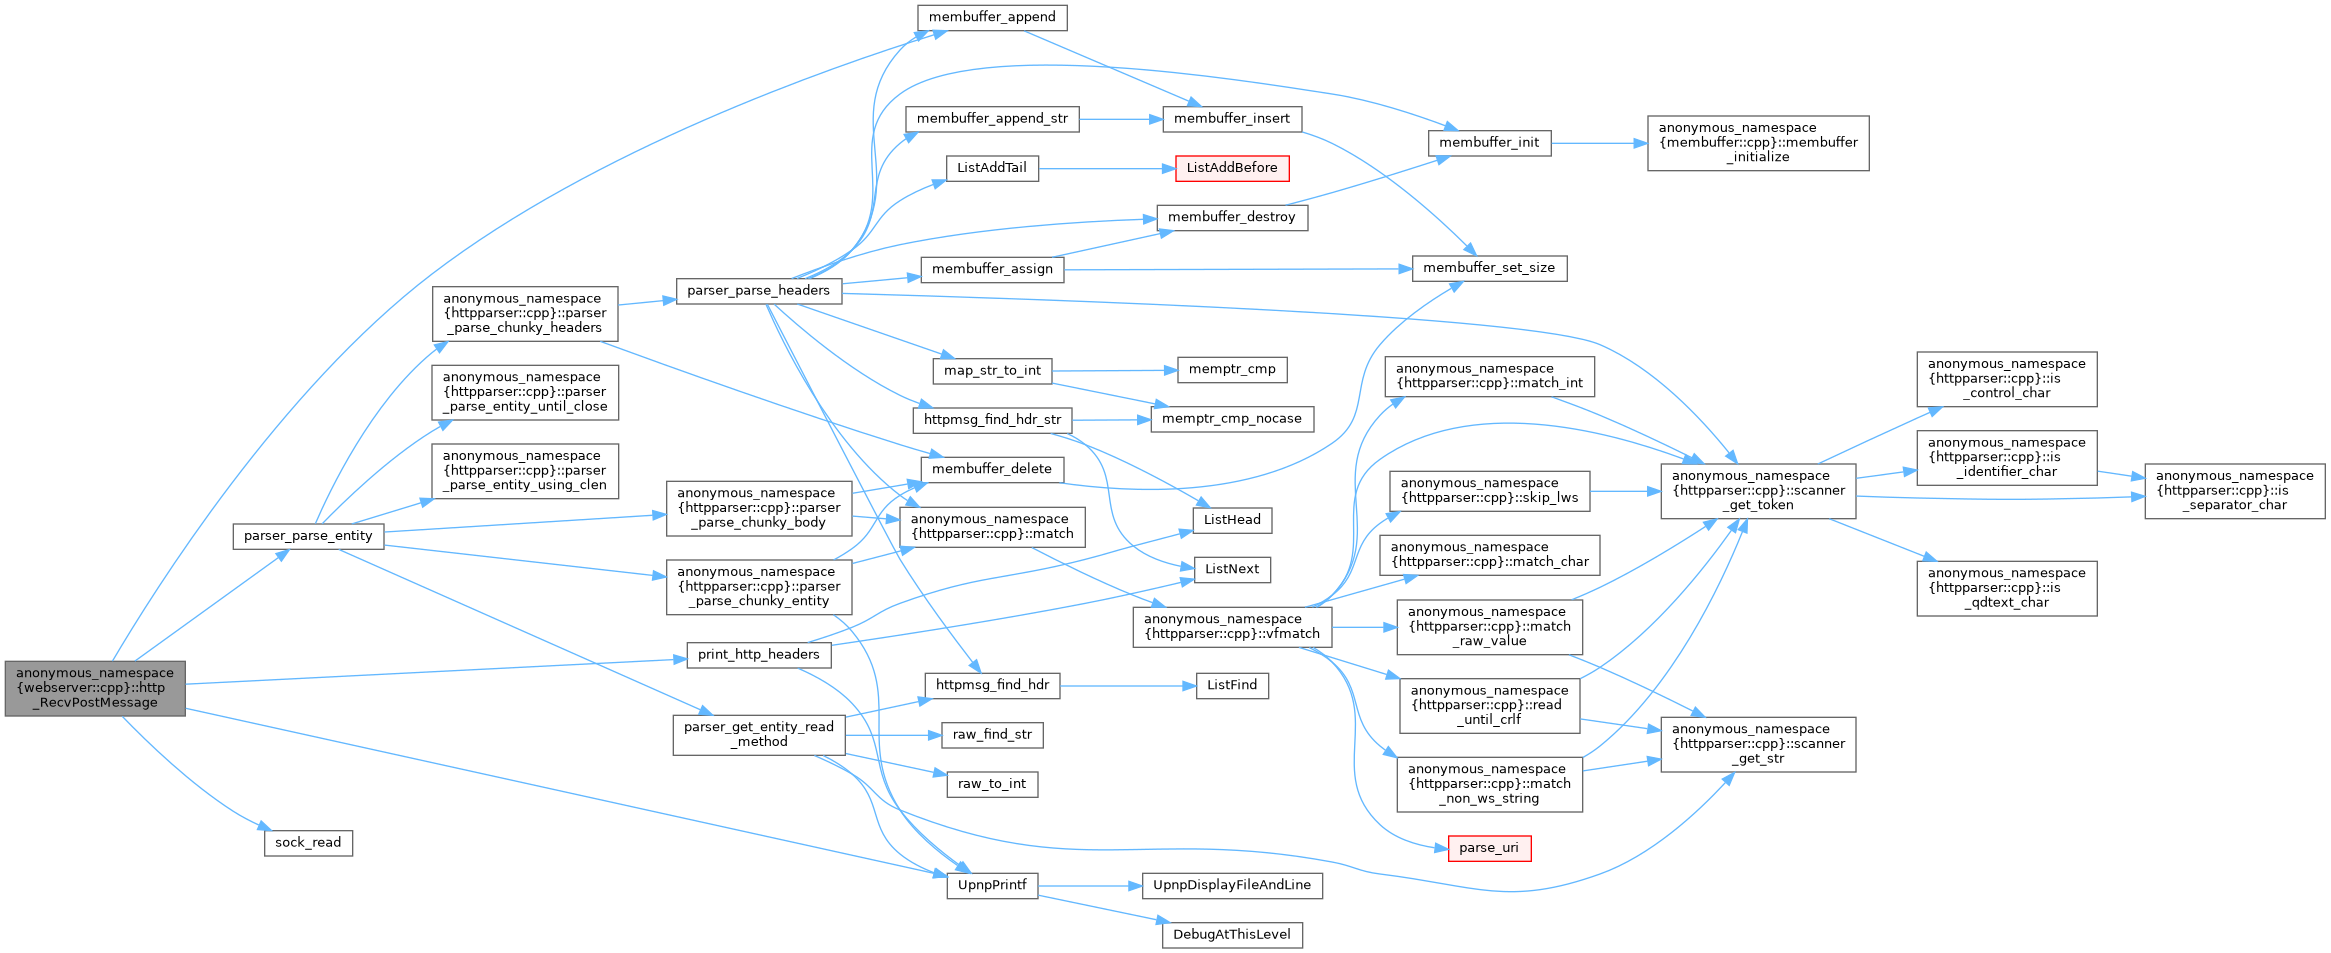 anonymous_namespace
{webserver::cpp}::http
_RecvPostMessage
membuffer_append
membuffer_insert
membuffer_set_size
parser_parse_entity
anonymous_namespace
{httpparser::cpp}::parser
_parse_chunky_headers
membuffer_delete
parser_parse_headers
membuffer_append_str
ListAddTail
ListAddBefore
membuffer_destroy
membuffer_init
anonymous_namespace
{membuffer::cpp}::membuffer
_initialize
membuffer_assign
map_str_to_int
memptr_cmp
memptr_cmp_nocase
httpmsg_find_hdr_str
ListHead
ListNext
anonymous_namespace
{httpparser::cpp}::match
anonymous_namespace
{httpparser::cpp}::vfmatch
anonymous_namespace
{httpparser::cpp}::match_int
anonymous_namespace
{httpparser::cpp}::skip_lws
anonymous_namespace
{httpparser::cpp}::match_char
anonymous_namespace
{httpparser::cpp}::match
_raw_value
anonymous_namespace
{httpparser::cpp}::read
_until_crlf
anonymous_namespace
{httpparser::cpp}::match
_non_ws_string
parse_uri
anonymous_namespace
{httpparser::cpp}::scanner
_get_token
anonymous_namespace
{httpparser::cpp}::is
_control_char
anonymous_namespace
{httpparser::cpp}::is
_identifier_char
anonymous_namespace
{httpparser::cpp}::is
_separator_char
anonymous_namespace
{httpparser::cpp}::is
_qdtext_char
anonymous_namespace
{httpparser::cpp}::scanner
_get_str
anonymous_namespace
{httpparser::cpp}::parser
_parse_entity_until_close
anonymous_namespace
{httpparser::cpp}::parser
_parse_entity_using_clen
anonymous_namespace
{httpparser::cpp}::parser
_parse_chunky_body
anonymous_namespace
{httpparser::cpp}::parser
_parse_chunky_entity
print_http_headers
httpmsg_find_hdr
ListFind
parser_get_entity_read
_method
raw_find_str
raw_to_int
UpnpPrintf
UpnpDisplayFileAndLine
DebugAtThisLevel
sock_read